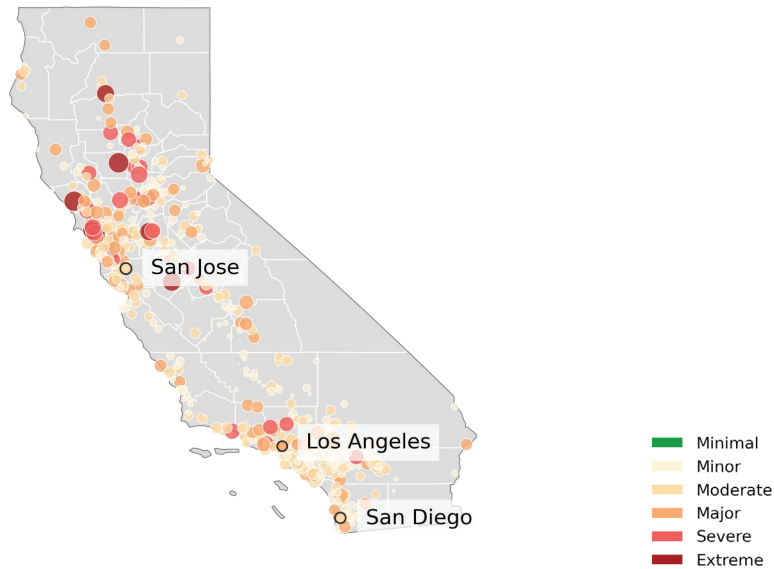 San Jose
Los Angeles
San Diego
Minimal
Minor
Moderate
Major
Severe
Extreme